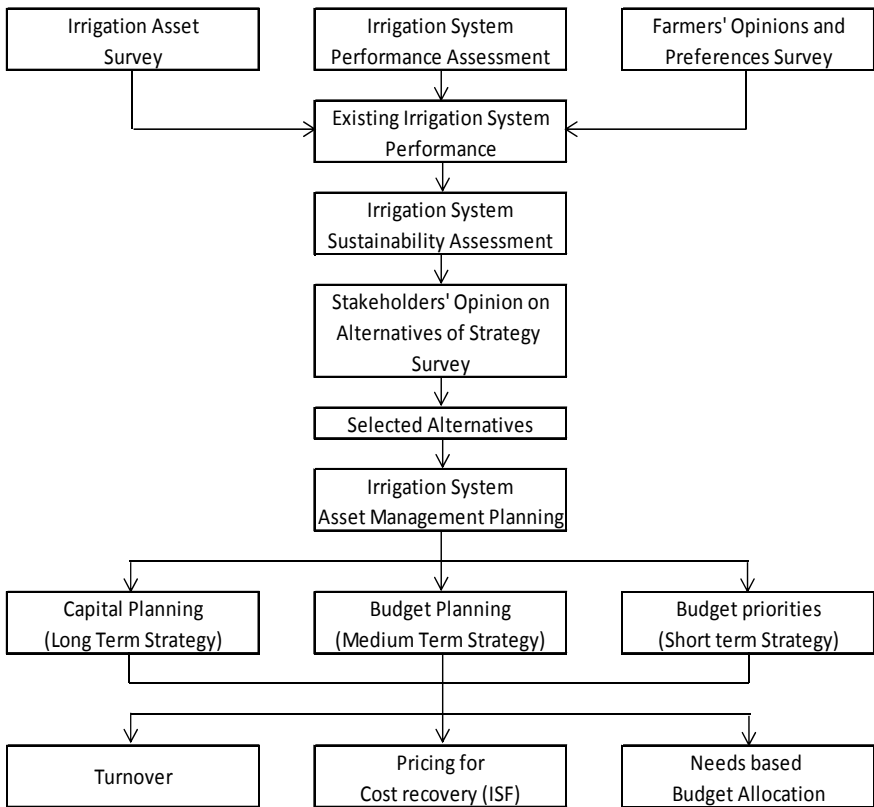 Irrigation Asset
Survey
Irrigation System
Performance Assessment
Farmers' Opinions and
Preferences Survey
Existing Irrigation System
Performance
Irrigation System
Sustainability Assessment
Stakeholders' Opinion on
Alternatives of Strategy
Survey
Selected Alternatives
Irrigation System
Asset Management Planning
Capital Planning
(Long Term Strategy)
Budget Planning
(Medium Term Strategy)
Budget priorities
(Short term Strategy)
Turnover
Pricing for
Cost recovery (ISF)
Needs based
Budget Allocation